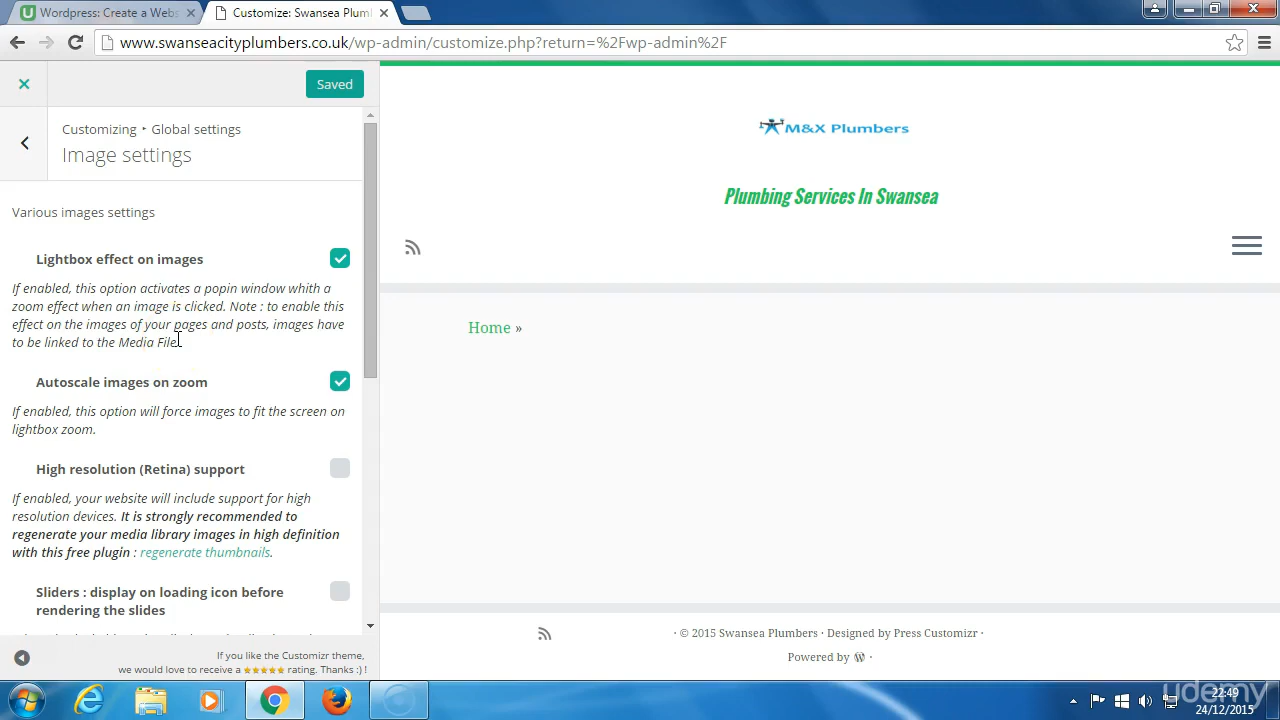 Wordpress: Create a Webs
Customize: Swansea Plum
www.swanseacityplumbers.co.uk/wp-admin/customize.php?return=%2Fwp-admin%2F
Saved
Customizing ‣ Global settings
Image settings
Various images settings
Lightbox effect on images
If enabled, this option activates a popin window whith a
zoom effect when an image is clicked. Note : to enable this
effect on the images of your pages and posts, images have
to be linked to the Media File.
Autoscale images on zoom
If enabled, this option will force images to fit the screen on
lightbox zoom.
High resolution (Retina) support
If enabled, your website will include support for high
resolution devices. It is strongly recommended to
regenerate your media library images in high definition
with this free plugin : regenerate thumbnails.
Sliders : display on loading icon before
rendering the slides
If you like the Customizr theme,
we would love to receive a ★★★★★ rating. Thanks :) !
M&X Plumbers
Plumbing Services In Swansea
Home »
· © 2015 Swansea Plumbers · Designed by Press Customizr ·
Powered by ·
udemy
22:49
24/12/2015